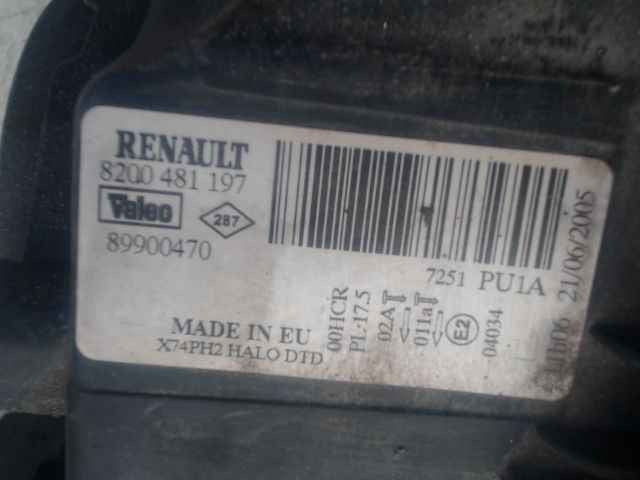 RENAULT
8200 481 197
Valeo
287
89900470
7251 PU1A
MADE IN EU
X74PH2 HALO DTD
00HCR
PL:17.5
02A
011a
E2
04034
11h06 21/06/2005